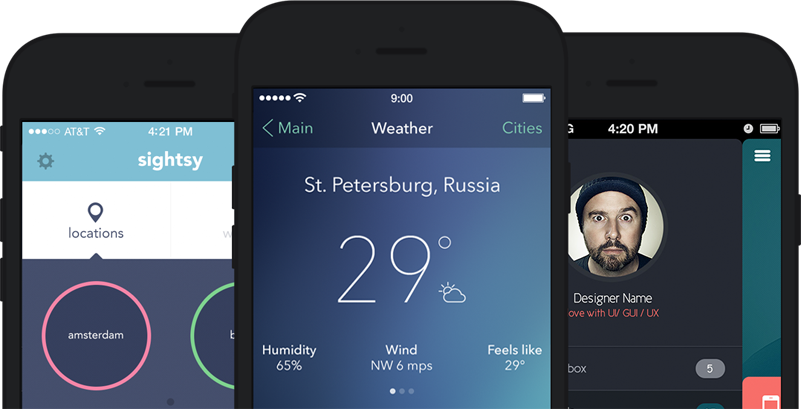 AT&T 4:21 PM
sightsy
locations
amsterdam
9:00
Main Weather Cities
St. Petersburg, Russia
29°
Humidity Wind Feels like
65% NW 6 mps 29°
4:20 PM
Designer Name
ove with UI/ GUI / UX
box 5